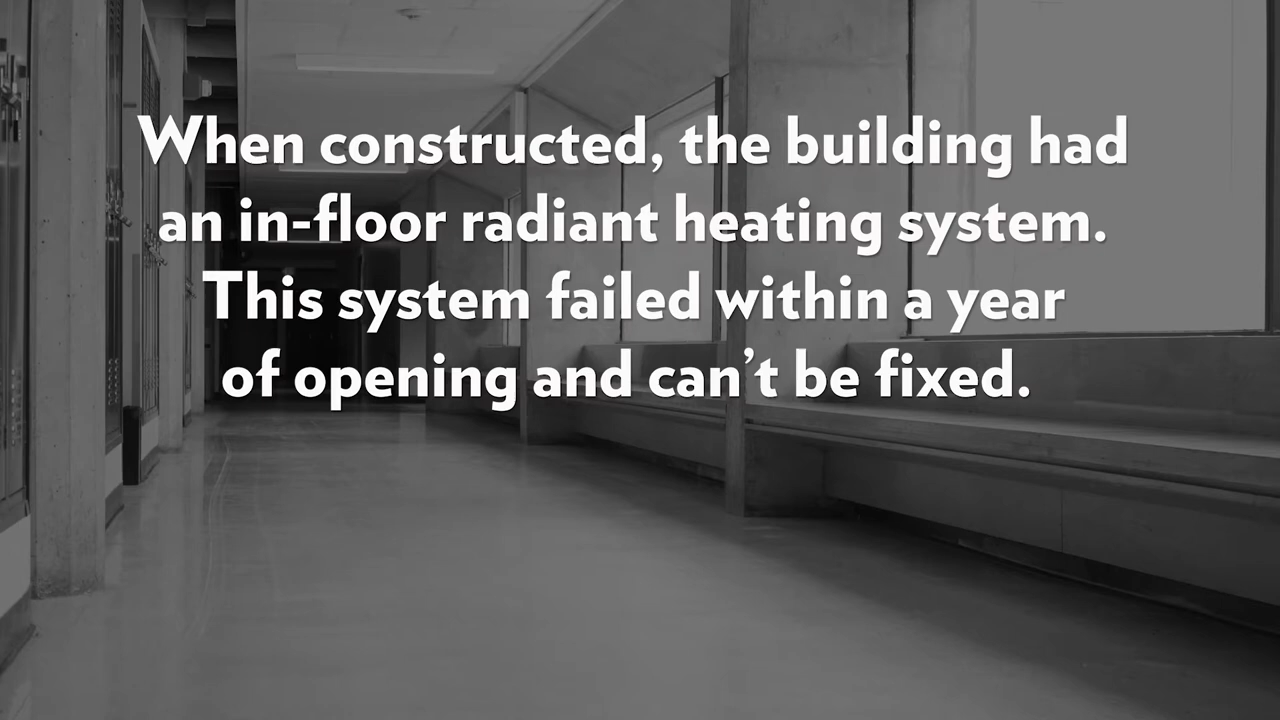 When constructed, the building had
an in-floor radiant heating system.
This system failed within a year
of opening and can’t be fixed.